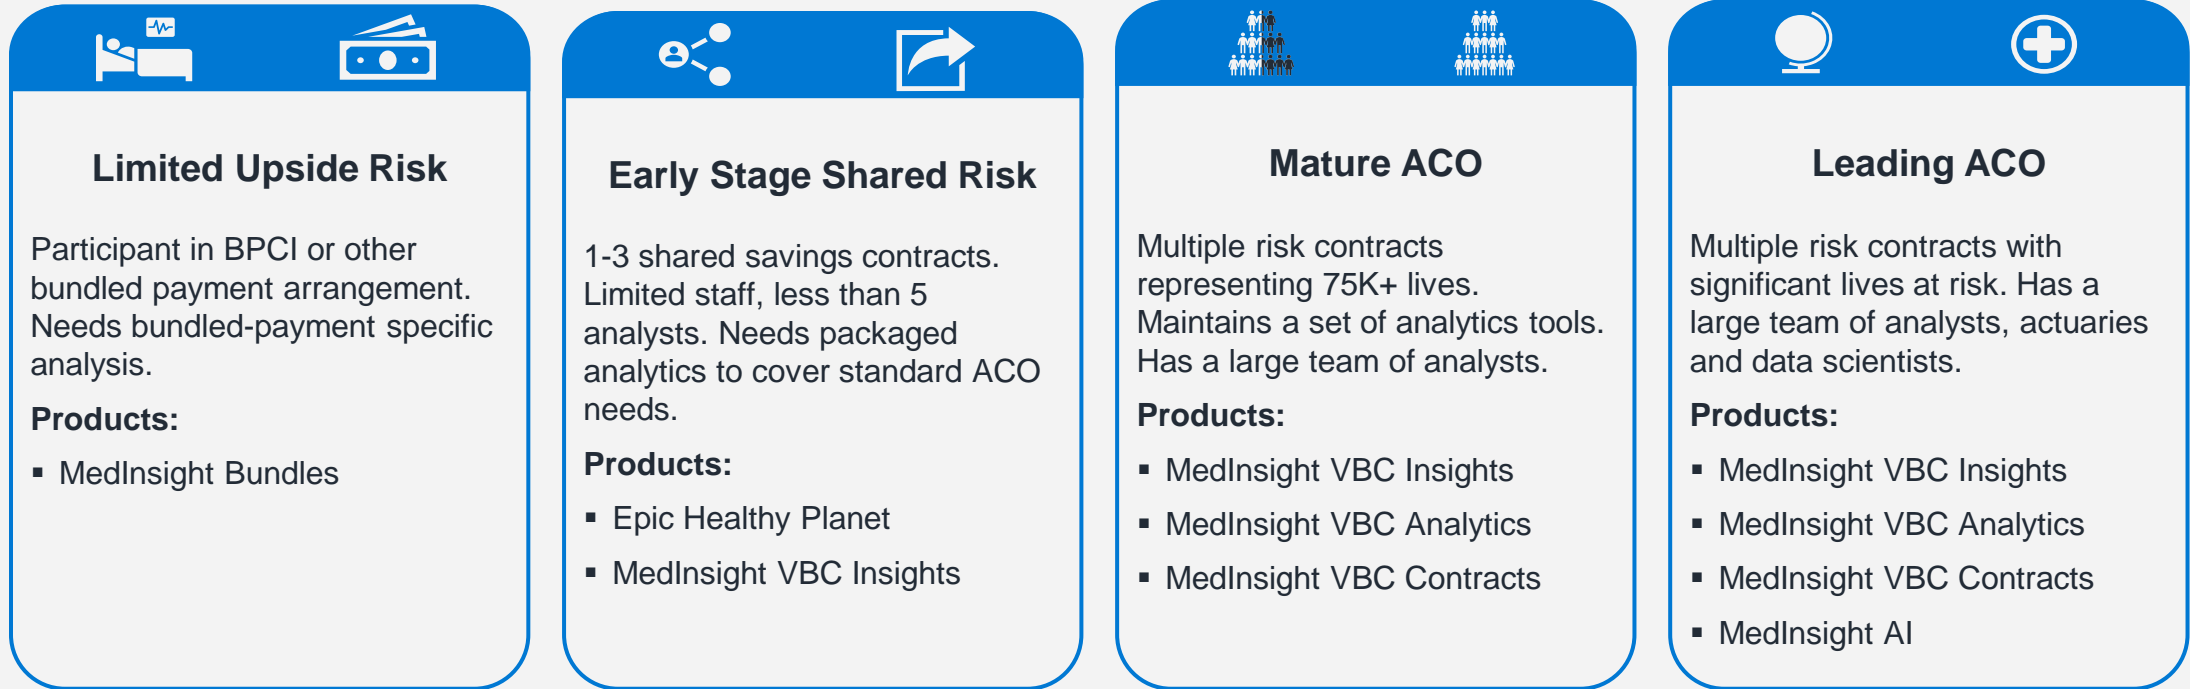 Limited Upside Risk
Participant in BPCI or other
bundled payment arrangement.
Needs bundled-payment specific
analysis.
Products:
▪ MedInsight Bundles
Early Stage Shared Risk
1-3 shared savings contracts.
Limited staff, less than 5
analysts. Needs packaged
analytics to cover standard ACO
needs.
Products:
▪ Epic Healthy Planet
▪ MedInsight VBC Insights
Mature ACO
Multiple risk contracts
representing 75K+ lives.
Maintains a set of analytics tools.
Has a large team of analysts.
Products:
▪ MedInsight VBC Insights
▪ MedInsight VBC Analytics
▪ MedInsight VBC Contracts
Leading ACO
Multiple risk contracts with
significant lives at risk. Has a
large team of analysts, actuaries
and data scientists.
Products:
▪ MedInsight VBC Insights
▪ MedInsight VBC Analytics
▪ MedInsight VBC Contracts
▪ MedInsight AI